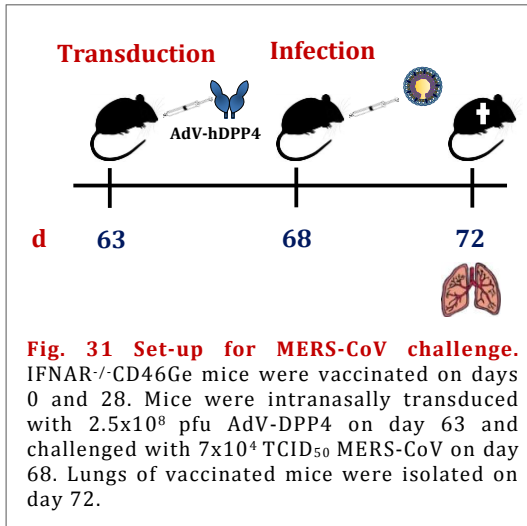 Transduction Infection
AdV-hDPP4
d 63 68 72
Fig. 31 Set-up for MERS-CoV challenge.
IFNAR-/-CD46Ge mice were vaccinated on days
0 and 28. Mice were intranasally transduced
with 2.5x10⁸ pfu AdV-DPP4 on day 63 and
challenged with 7x10⁴ TCID₅₀ MERS-CoV on day
68. Lungs of vaccinated mice were isolated on
day 72.